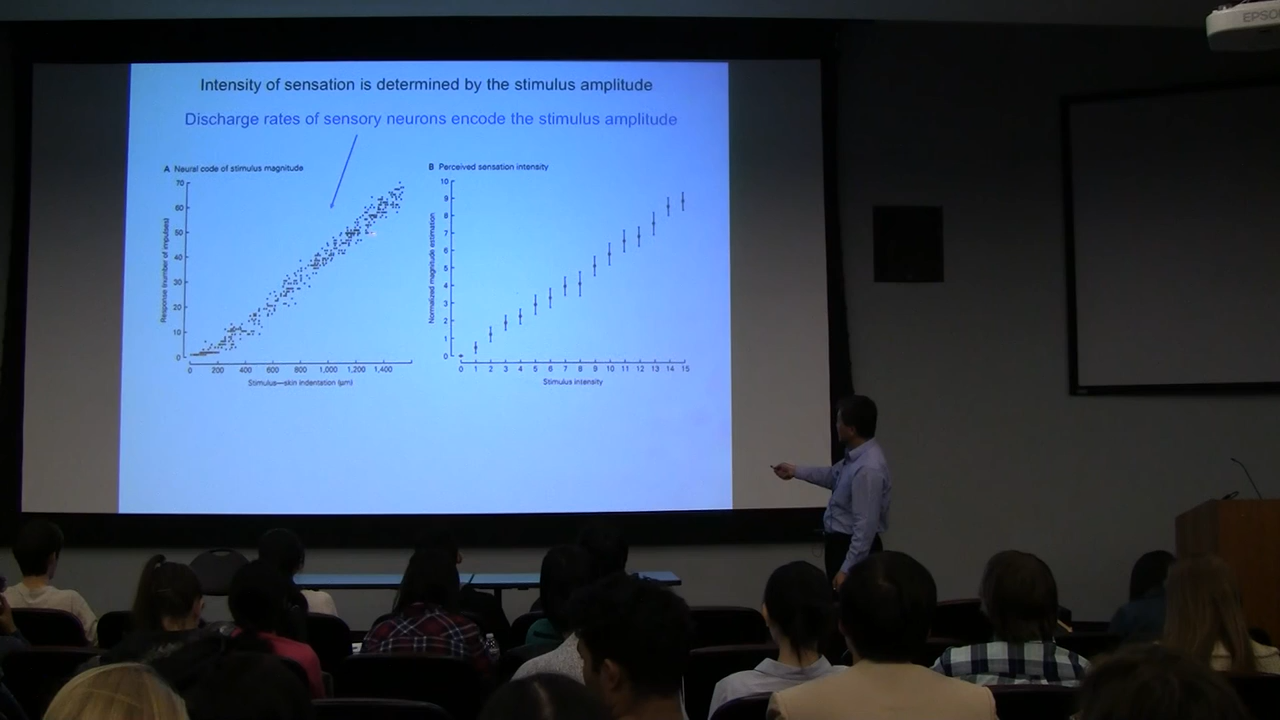 EPSO
Intensity of sensation is determined by the stimulus amplitude
Discharge rates of sensory neurons encode the stimulus amplitude
A Neural code of stimulus magnitude
70
60
50
40
30
20
10
0
Response (number of impulses)
0 200 400 600 800 1,000 1,200 1,400
Stimulus—skin indentation (μm)
B Perceived sensation intensity
10
9
8
7
6
5
4
3
2
1
0
Normalized magnitude estimation
0 1 2 3 4 5 6 7 8 9 10 11 12 13 14 15
Stimulus intensity